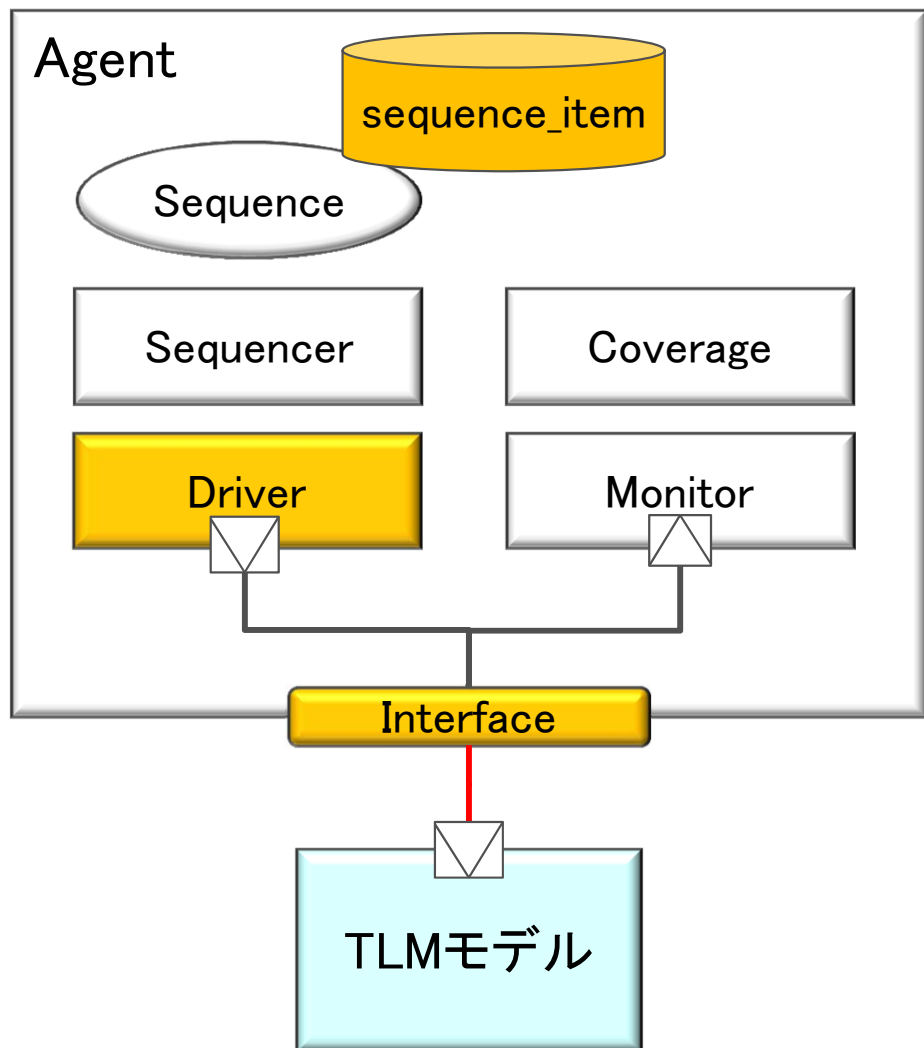 Agent
sequence_item
Sequence
Sequencer
Coverage
Driver
Monitor
Interface
TLMモデル